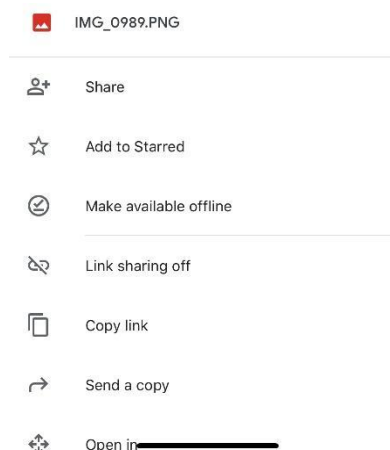 IMG_0989.PNG
Share
Add to Starred
Make available offline
Link sharing off
Copy link
Send a copy
Open in